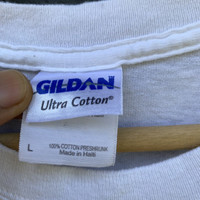 GILDAN
Ultra Cotton®
L
100% COTTON-PRESHRUNK
Made in Haiti